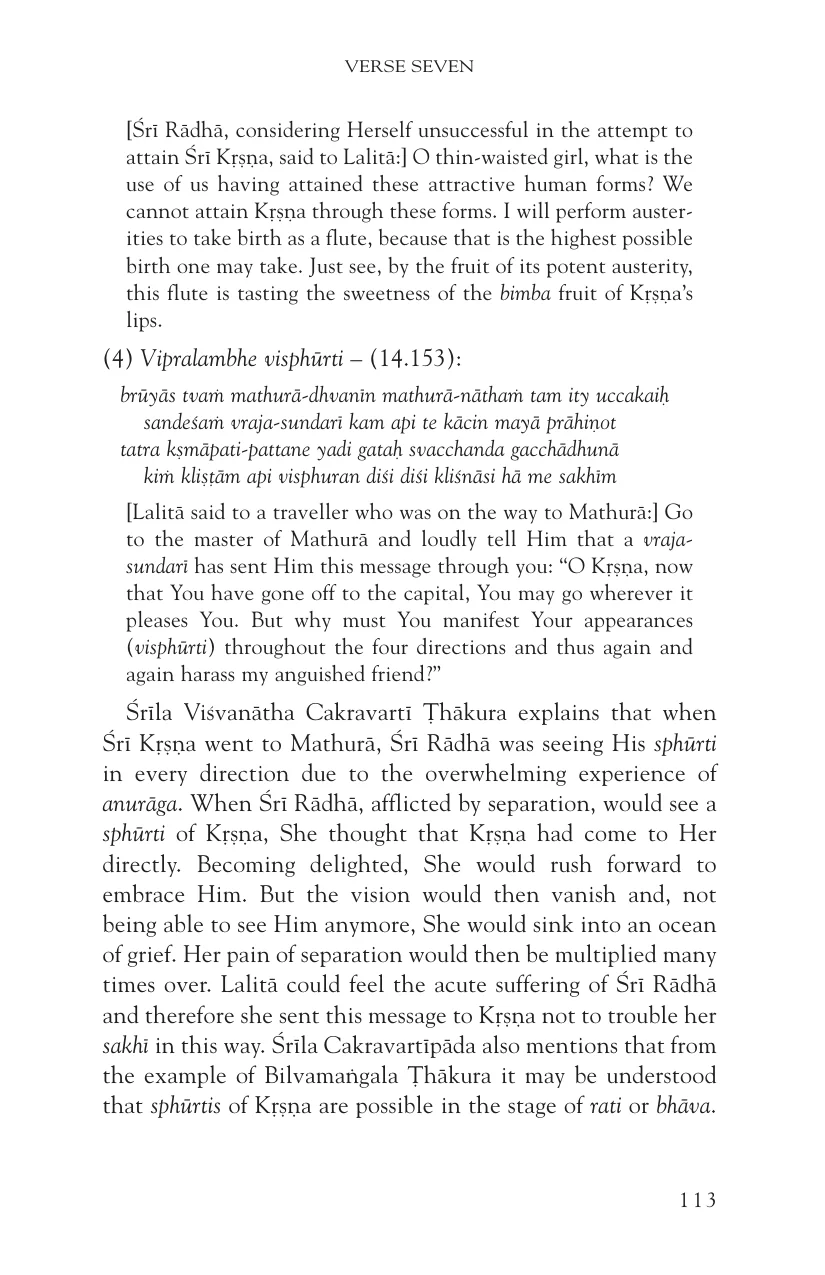 VERSE SEVEN
[Śrī Rādhā, considering Herself unsuccessful in the attempt to
attain Śrī Kṛṣṇa, said to Lalitā:] O thin-waisted girl, what is the
use of us having attained these attractive human forms? We
cannot attain Kṛṣṇa through these forms. I will perform auster-
ities to take birth as a flute, because that is the highest possible
birth one may take. Just see, by the fruit of its potent austerity,
this flute is tasting the sweetness of the bimba fruit of Kṛṣṇa’s
lips.
(4) Vipralambhe visphūrti – (14.153):
brūyās tvaṁ mathurā-dhvanīn mathurā-nāthaṁ tam ity uccakaiḥ
sandeśaṁ vraja-sundarī kam api te kācin mayā prāhiṇot
tatra kṣmāpati-pattane yadi gataḥ svacchanda gacchādhunā
kiṁ kliṣṭām api visphuran diśi diśi kliśnāsi hā me sakhīm
[Lalitā said to a traveller who was on the way to Mathurā:] Go
to the master of Mathurā and loudly tell Him that a vraja-
sundarī has sent Him this message through you: “O Kṛṣṇa, now
that You have gone off to the capital, You may go wherever it
pleases You. But why must You manifest Your appearances
(visphūrti) throughout the four directions and thus again and
again harass my anguished friend?”
Śrīla Viśvanātha Cakravartī Ṭhākura explains that when
Śrī Kṛṣṇa went to Mathurā, Śrī Rādhā was seeing His sphūrti
in every direction due to the overwhelming experience of
anurāga. When Śrī Rādhā, afflicted by separation, would see a
sphūrti of Kṛṣṇa, She thought that Kṛṣṇa had come to Her
directly. Becoming delighted, She would rush forward to
embrace Him. But the vision would then vanish and, not
being able to see Him anymore, She would sink into an ocean
of grief. Her pain of separation would then be multiplied many
times over. Lalitā could feel the acute suffering of Śrī Rādhā
and therefore she sent this message to Kṛṣṇa not to trouble her
sakhī in this way. Śrīla Cakravartīpāda also mentions that from
the example of Bilvamaṅgala Ṭhākura it may be understood
that sphūrtis of Kṛṣṇa are possible in the stage of rati or bhāva.
113